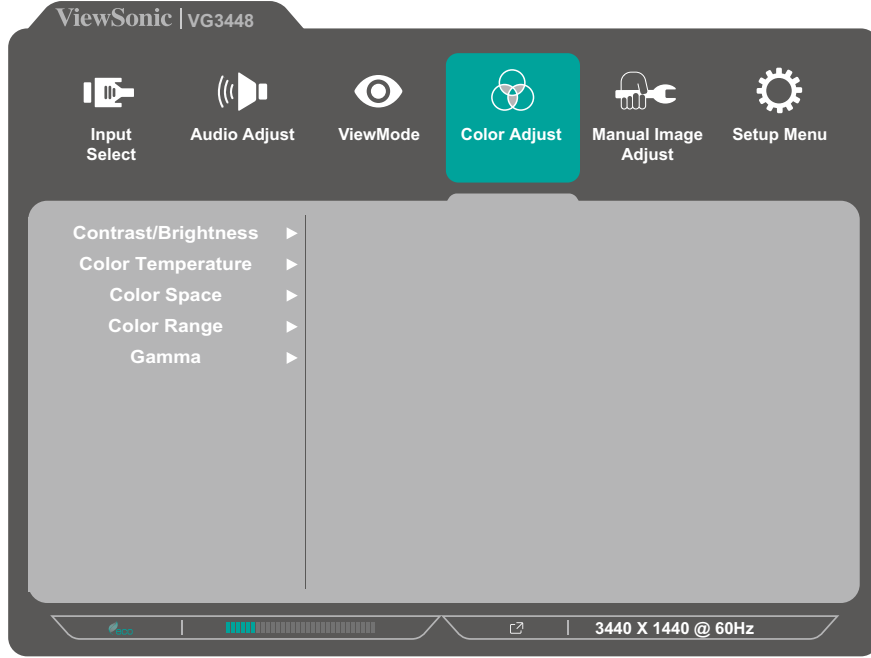 ViewSonic | VG3448
Input Select
Audio Adjust
ViewMode
Color Adjust
Manual Image Adjust
Setup Menu
Contrast/Brightness
Color Temperature
Color Space
Color Range
Gamma
eco
3440 X 1440 @ 60Hz